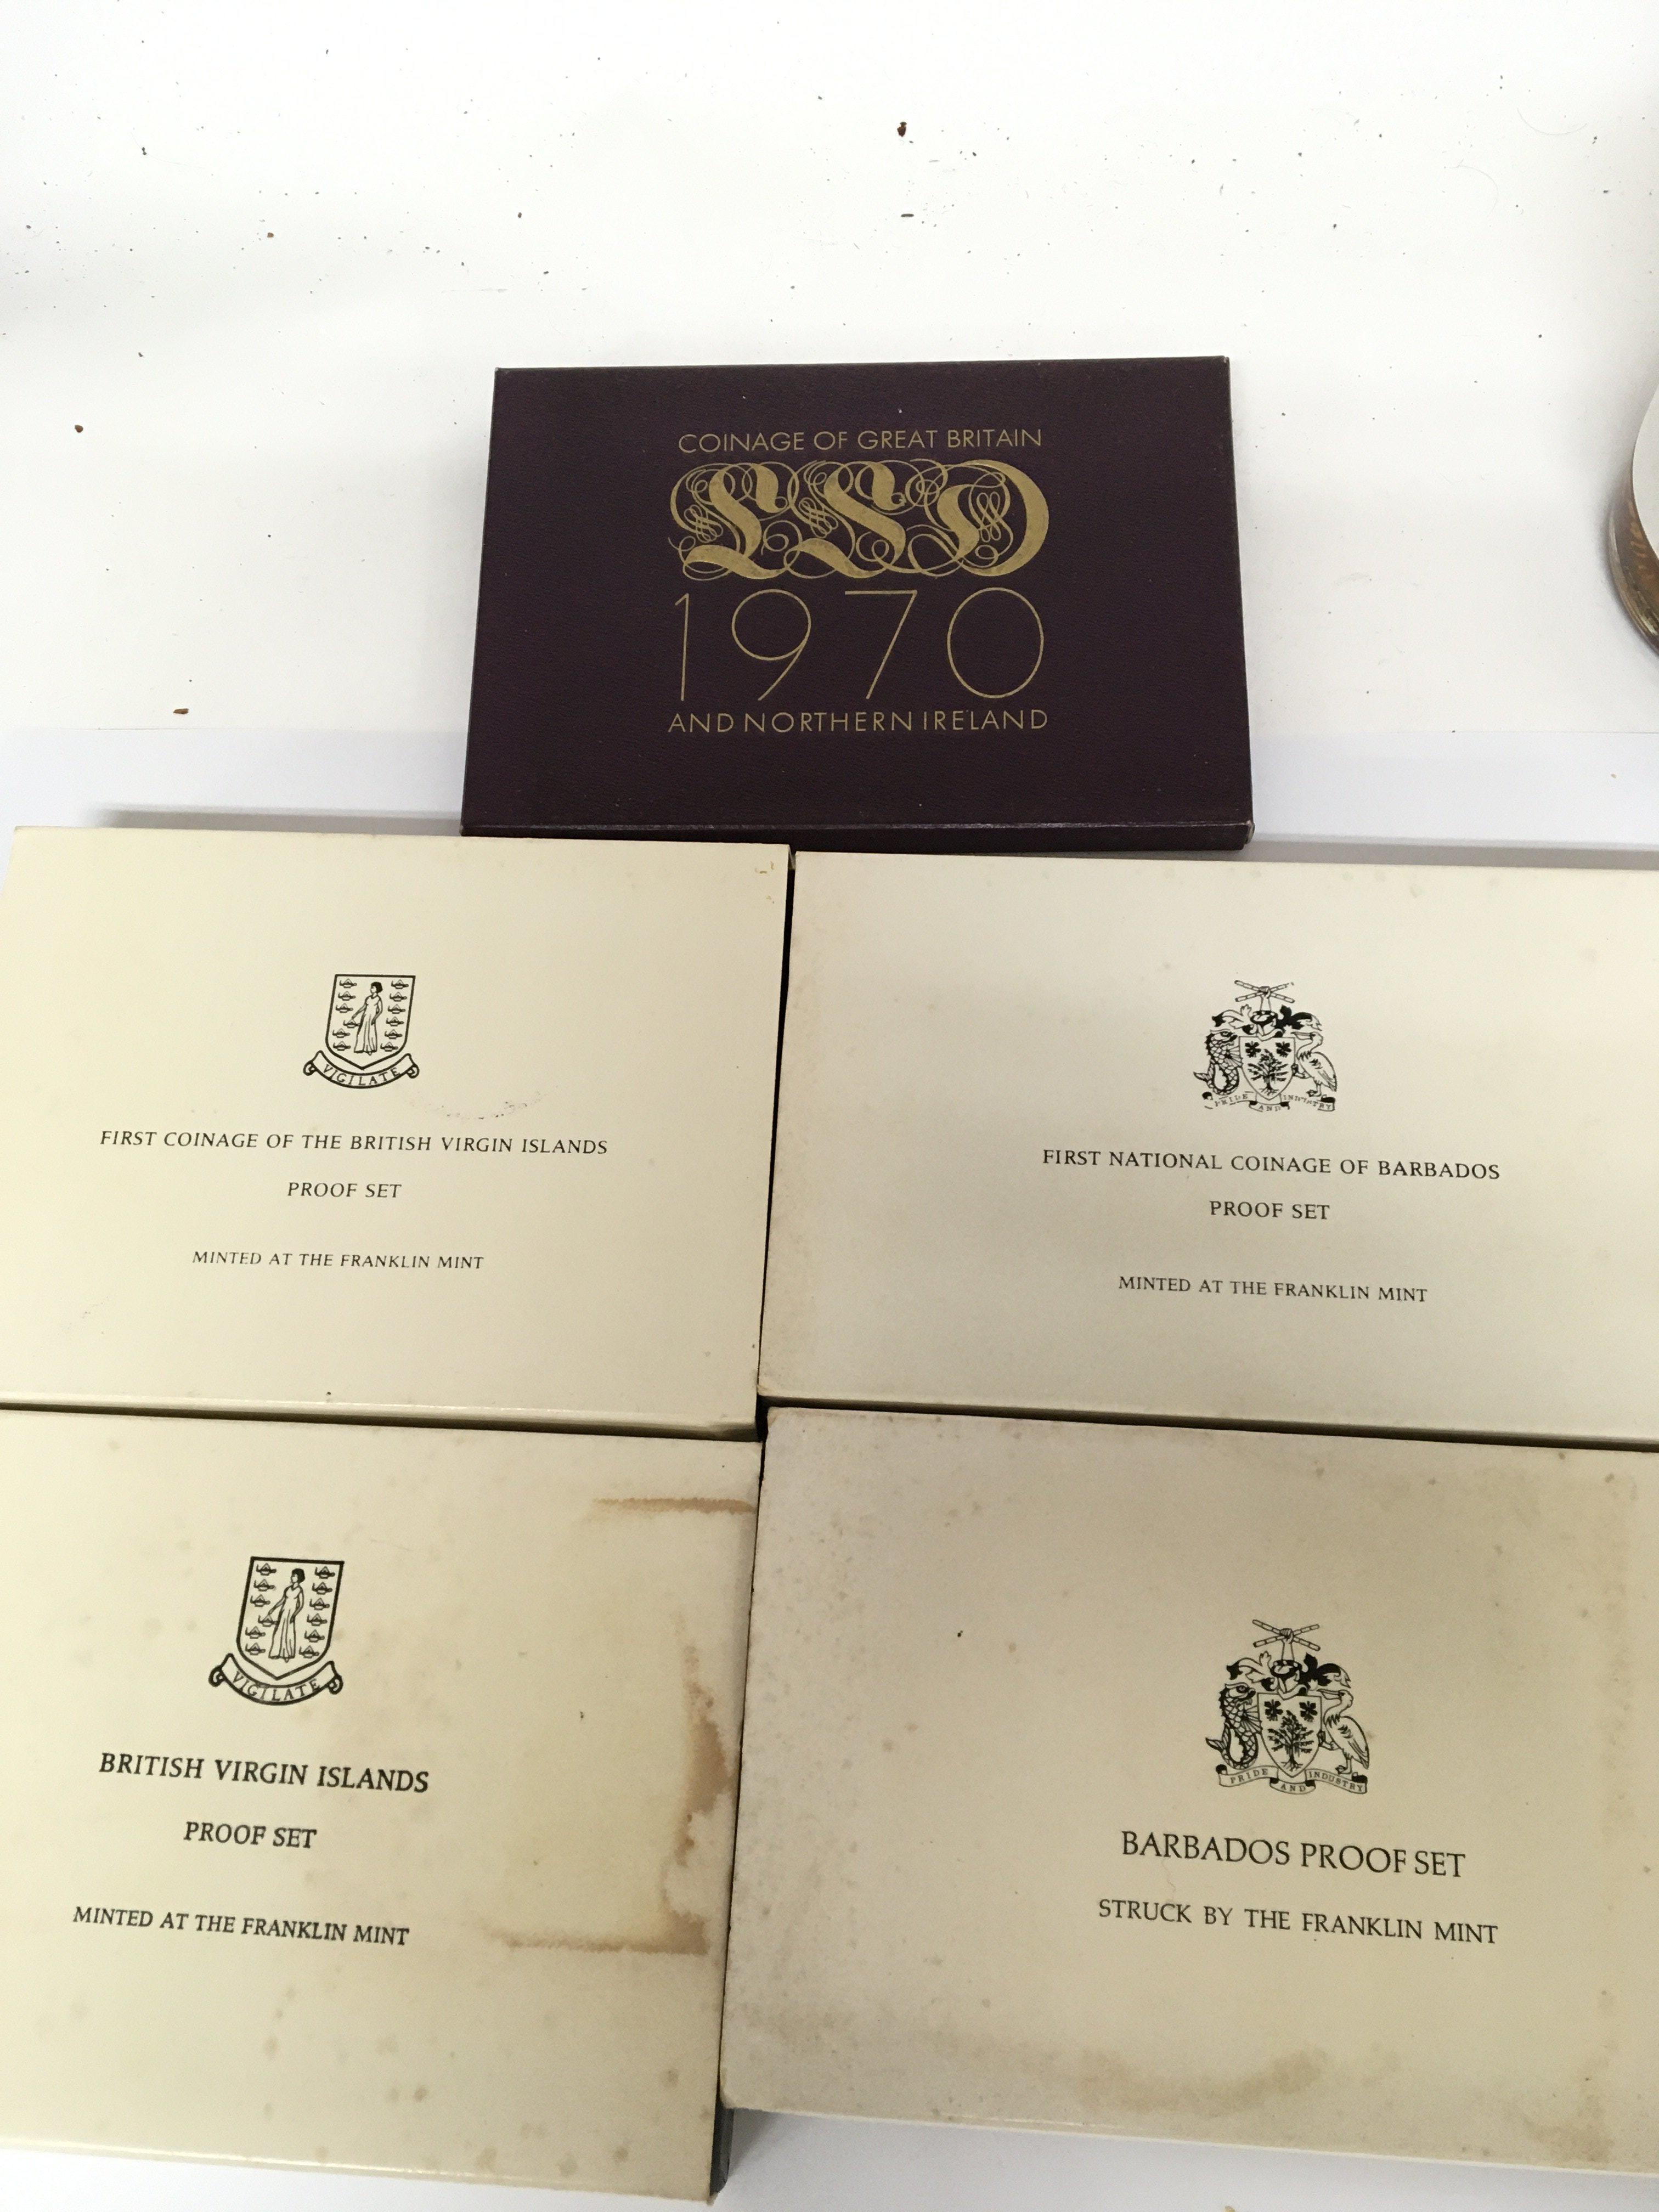 COINAGE OF GREAT BRITAIN
LSD
1970
AND NORTHERN IRELAND
VIGILATE
FIRST COINAGE OF THE BRITISH VIRGIN ISLANDS
PROOF SET
MINTED AT THE FRANKLIN MINT
PRIDE AND INDUSTRY
FIRST NATIONAL COINAGE OF BARBADOS
PROOF SET
MINTED AT THE FRANKLIN MINT
VIGILATE
BRITISH VIRGIN ISLANDS
PROOF SET
MINTED AT THE FRANKLIN MINT
PRIDE AND INDUSTRY
BARBADOS PROOF SET
STRUCK BY THE FRANKLIN MINT